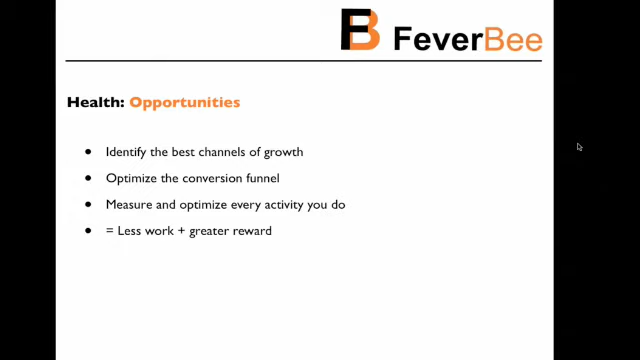 FB FeverBee
Health: Opportunities
• Identify the best channels of growth
• Optimize the conversion funnel
• Measure and optimize every activity you do
• = Less work + greater reward